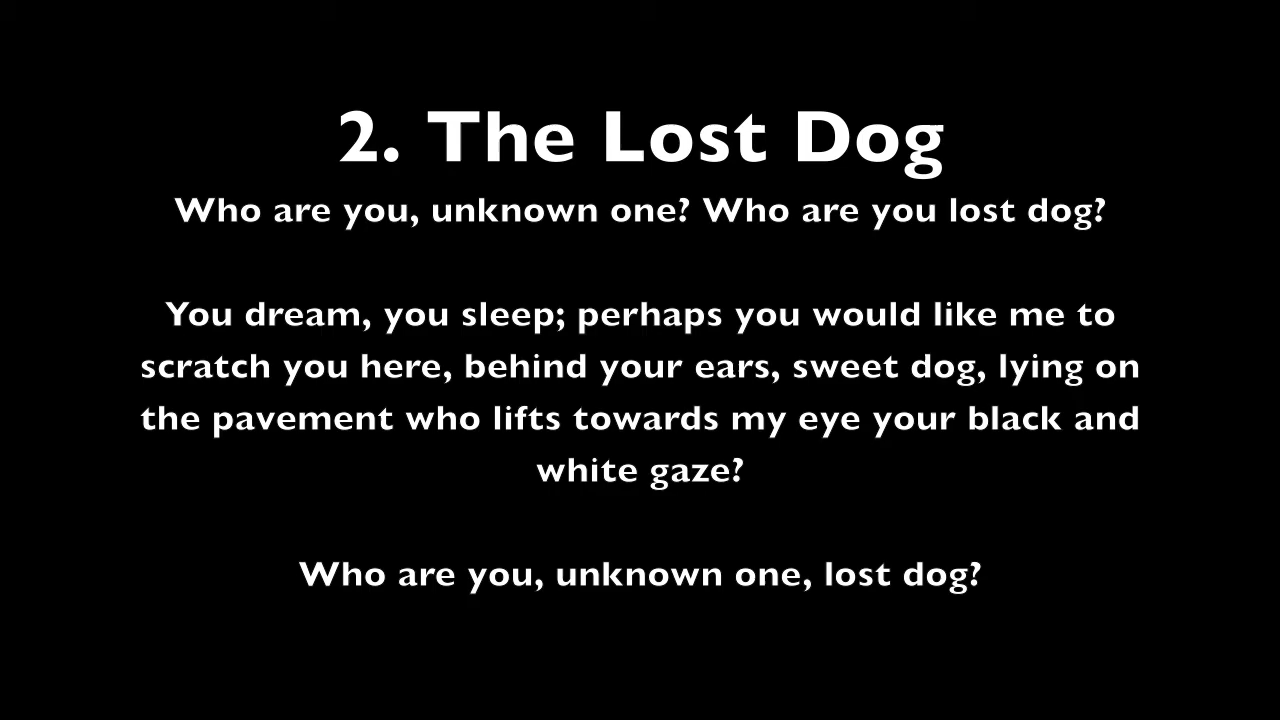 2. The Lost Dog
Who are you, unknown one? Who are you lost dog?
You dream, you sleep; perhaps you would like me to
scratch you here, behind your ears, sweet dog, lying on
the pavement who lifts towards my eye your black and
white gaze?
Who are you, unknown one, lost dog?